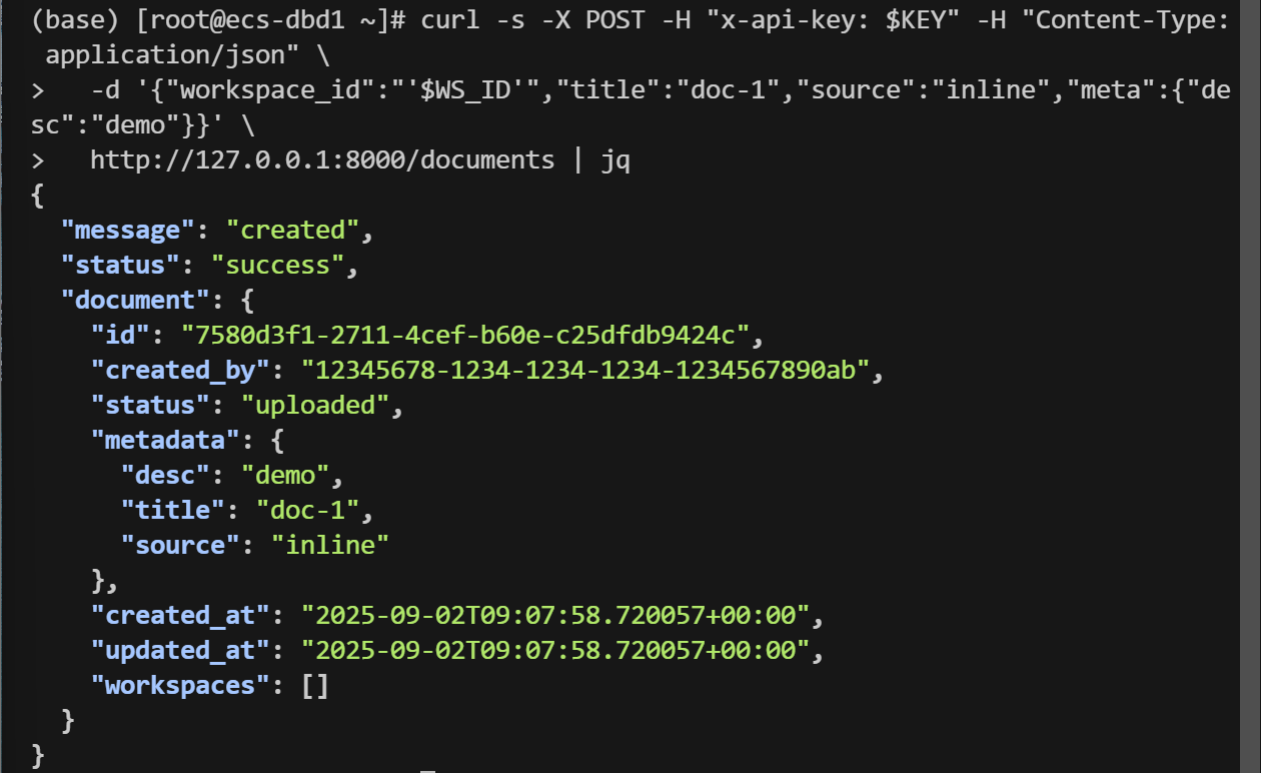 (base) [root@ecs-dbd1 ~]# curl -s -X POST -H "x-api-key: $KEY" -H "Content-Type:
 application/json" \
>   -d '{"workspace_id":"'$WS_ID'","title":"doc-1","source":"inline","meta":{"de
sc":"demo"}}' \
>   http://127.0.0.1:8000/documents | jq
{
  "message": "created",
  "status": "success",
  "document": {
    "id": "7580d3f1-2711-4cef-b60e-c25dfdb9424c",
    "created_by": "12345678-1234-1234-1234-1234567890ab",
    "status": "uploaded",
    "metadata": {
      "desc": "demo",
      "title": "doc-1",
      "source": "inline"
    },
    "created_at": "2025-09-02T09:07:58.720057+00:00",
    "updated_at": "2025-09-02T09:07:58.720057+00:00",
    "workspaces": []
  }
}